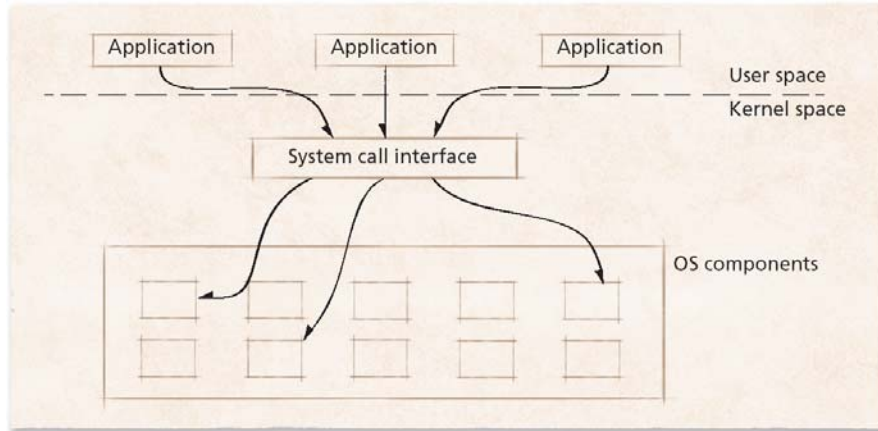 Application
Application
Application
User space
Kernel space
System call interface
OS components